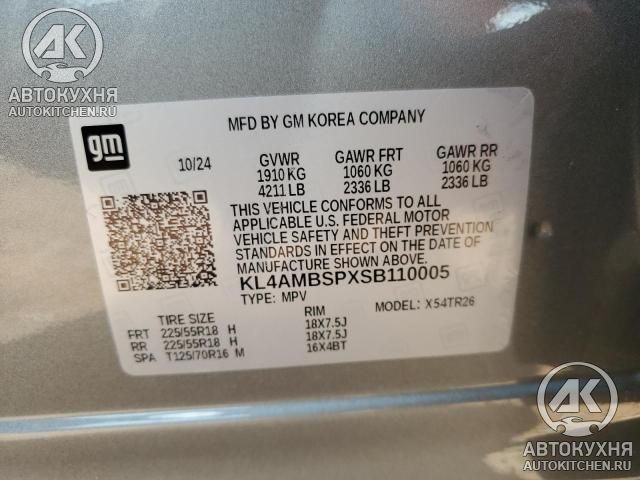 AK
АВТОКУХНЯ
AUTOKITCHEN.RU
gm
MFD BY GM KOREA COMPANY
10/24
GVWR GAWR FRT GAWR RR
1910 KG 1060 KG 1060 KG
4211 LB 2336 LB 2336 LB
THIS VEHICLE CONFORMS TO ALL
APPLICABLE U.S. FEDERAL MOTOR
VEHICLE SAFETY AND THEFT PREVENTION
STANDARDS IN EFFECT ON THE DATE OF
MANUFACTURE SHOWN ABOVE.
KL4AMBSPXSB110005
TYPE: MPV MODEL: X54TR26
TIRE SIZE RIM
FRT 225/55R18 H 18X7.5J
RR 225/55R18 H 18X7.5J
SPA T125/70R16 M 16X4BT
AK
АВТОКУХНЯ
AUTOKITCHEN.RU